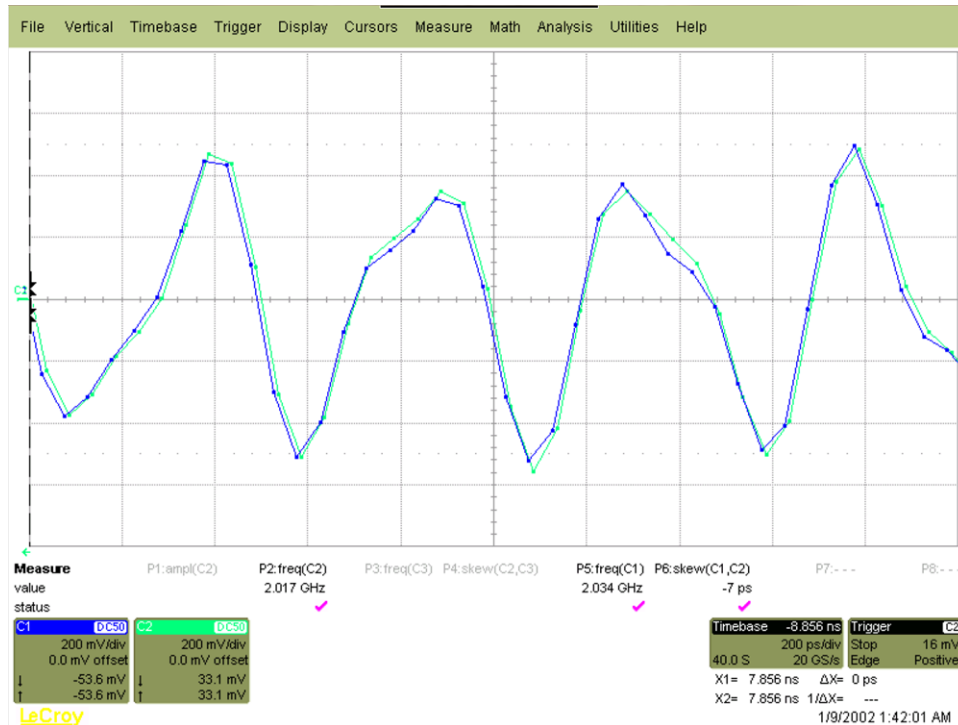 File Vertical Timebase Trigger Display Cursors Measure Math Analysis Utilities Help
Measure P1:ampl(C2) P2:freq(C2) P3:freq(C3) P4:skew(C2,C3) P5:freq(C1) P6:skew(C1,C2) P7:- - - P8:- - -
value 2.017 GHz 2.034 GHz -7 ps
status
C1 DC50 C2 DC50 Timebase -8.856 ns Trigger C2
200 mV/div 200 mV/div 200 ps/div Stop 16 mV
0.0 mV offset 0.0 mV offset 40.0 S 20 GS/s Edge Positive
↓ -53.6 mV ↓ 33.1 mV X1= 7.856 ns ΔX= 0 ps
↑ -53.6 mV ↑ 33.1 mV X2= 7.856 ns 1/ΔX= ---
LeCroy 1/9/2002 1:42:01 AM